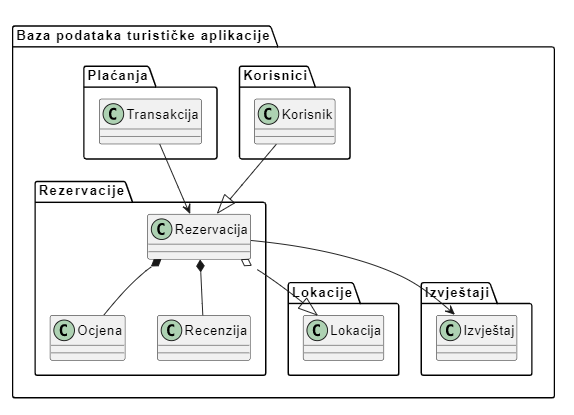 Baza podataka turističke aplikacije
Plaćanja
Korisnici
C Transakcija
C Korisnik
Rezervacije
C Rezervacija
Lokacije
Izvještaji
C Ocjena
C Recenzija
C Lokacija
C Izvještaj